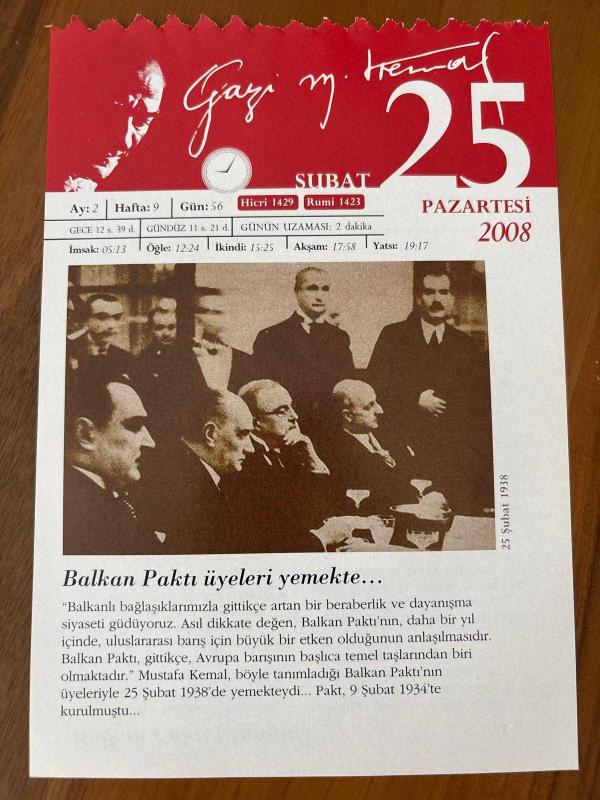 Gazi M. Kemal
25
ŞUBAT
PAZARTESİ
2008
Ay: 2 Hafta: 9 Gün: 56 Hicri 1429 Rumi 1423
GECE 12 s. 39 d. GÜNDÜZ 11 s. 21 d. GÜNÜN UZAMASI: 2 dakika
İmsak: 05:13 Öğle: 12:24 İkindi: 15:25 Akşam: 17:58 Yatsı: 19:17
25 Şubat 1938
Balkan Paktı üyeleri yemekte...
"Balkanlı bağlaşıklarımızla gittikçe artan bir beraberlik ve dayanışma
siyaseti güdüyoruz. Asıl dikkate değen, Balkan Paktı'nın, daha bir yıl
içinde, uluslararası barış için büyük bir etken olduğunun anlaşılmasıdır.
Balkan Paktı, gittikçe, Avrupa barışının başlıca temel taşlarından biri
olmaktadır." Mustafa Kemal, böyle tanımladığı Balkan Paktı'nın
üyeleriyle 25 Şubat 1938'de yemekteydi... Pakt, 9 Şubat 1934'te
kurulmuştu...